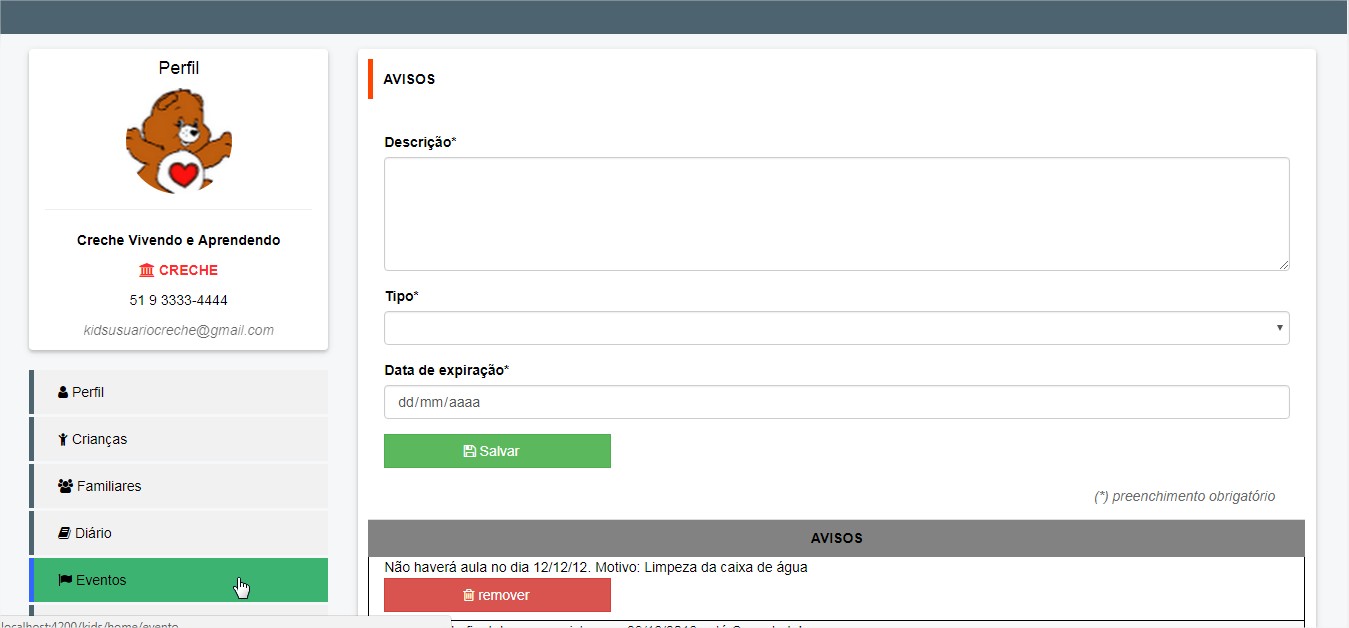 Perfil
Creche Vivendo e Aprendendo
CRECHE
51 9 3333-4444
kidsusuariocreche@gmail.com
Perfil
Crianças
Familiares
Diário
Eventos
AVISOS
Descrição*
Tipo*
Data de expiração*
dd/mm/aaaa
Salvar
(*) preenchimento obrigatório
AVISOS
Não haverá aula no dia 12/12/12. Motivo: Limpeza da caixa de água
remover
localhost:4200/kids/home/evento